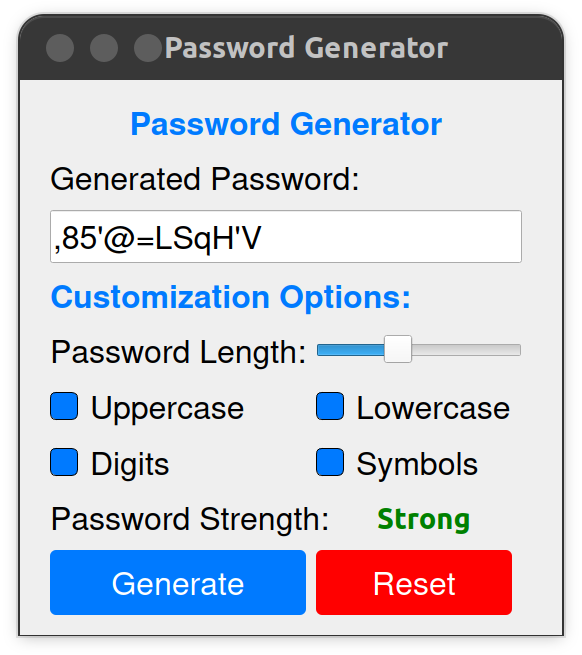 Password Generator
Password Generator
Generated Password:
,85'@=LSqH'V
Customization Options:
Password Length:
Uppercase Lowercase
Digits Symbols
Password Strength: Strong
Generate Reset